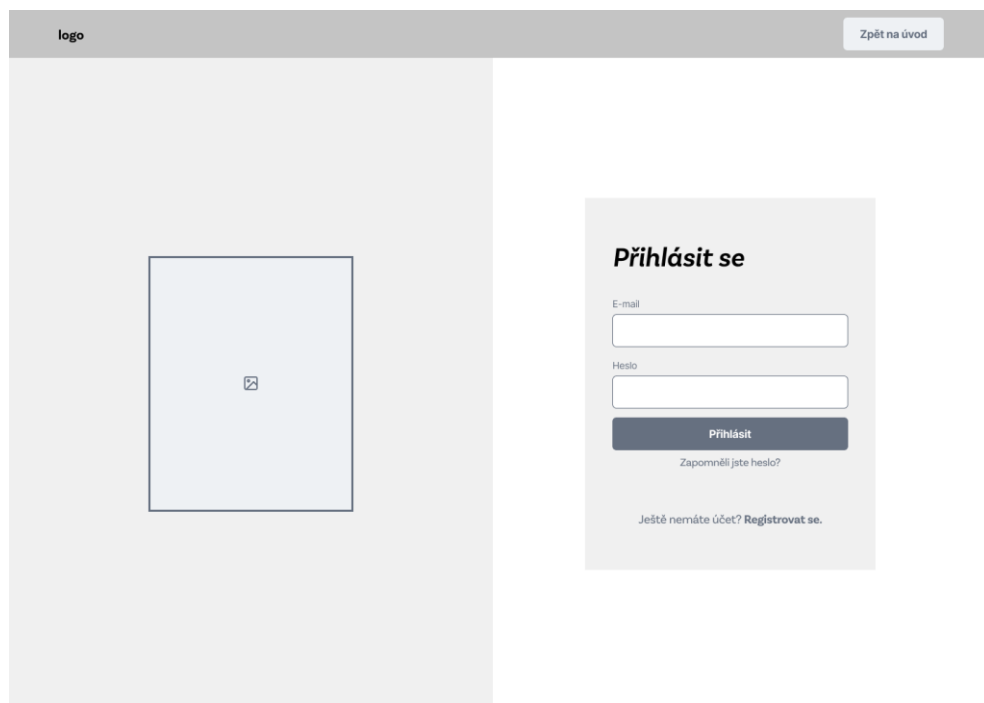 logo
Zpět na úvod
Přihlásit se
E-mail
Heslo
Přihlásit
Zapomněli jste heslo?
Ještě nemáte účet? Registrovat se.